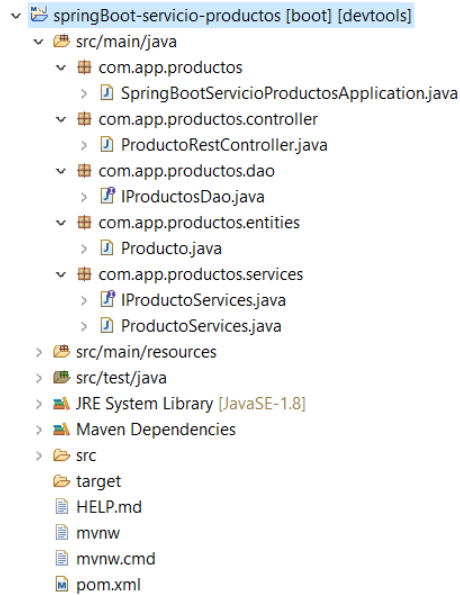 springBoot-servicio-productos [boot] [devtools]
src/main/java
com.app.productos
SpringBootServicioProductosApplication.java
com.app.productos.controller
ProductoRestController.java
com.app.productos.dao
IProductosDao.java
com.app.productos.entities
Producto.java
com.app.productos.services
IProductoServices.java
ProductoServices.java
src/main/resources
src/test/java
JRE System Library [JavaSE-1.8]
Maven Dependencies
src
target
HELP.md
mvnw
mvnw.cmd
pom.xml